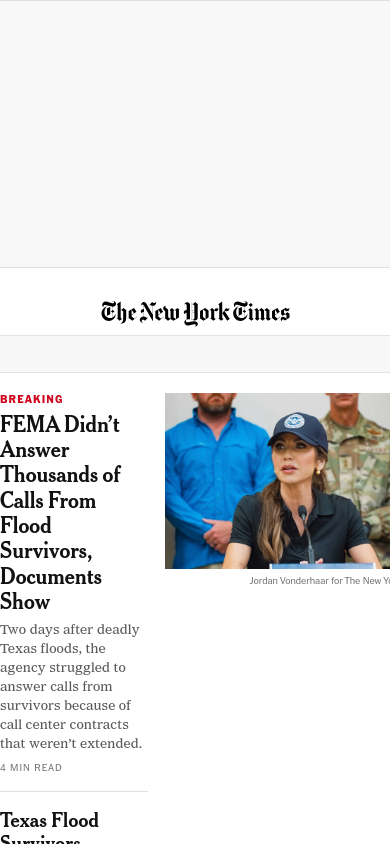 The New York Times
BREAKING
FEMA Didn’t
Answer
Thousands of
Calls From
Flood
Survivors,
Documents
Show
Two days after deadly
Texas floods, the
agency struggled to
answer calls from
survivors because of
call center contracts
that weren’t extended.
4 MIN READ
Jordan Vonderhaar for The New Yo
Texas Flood
Survivors